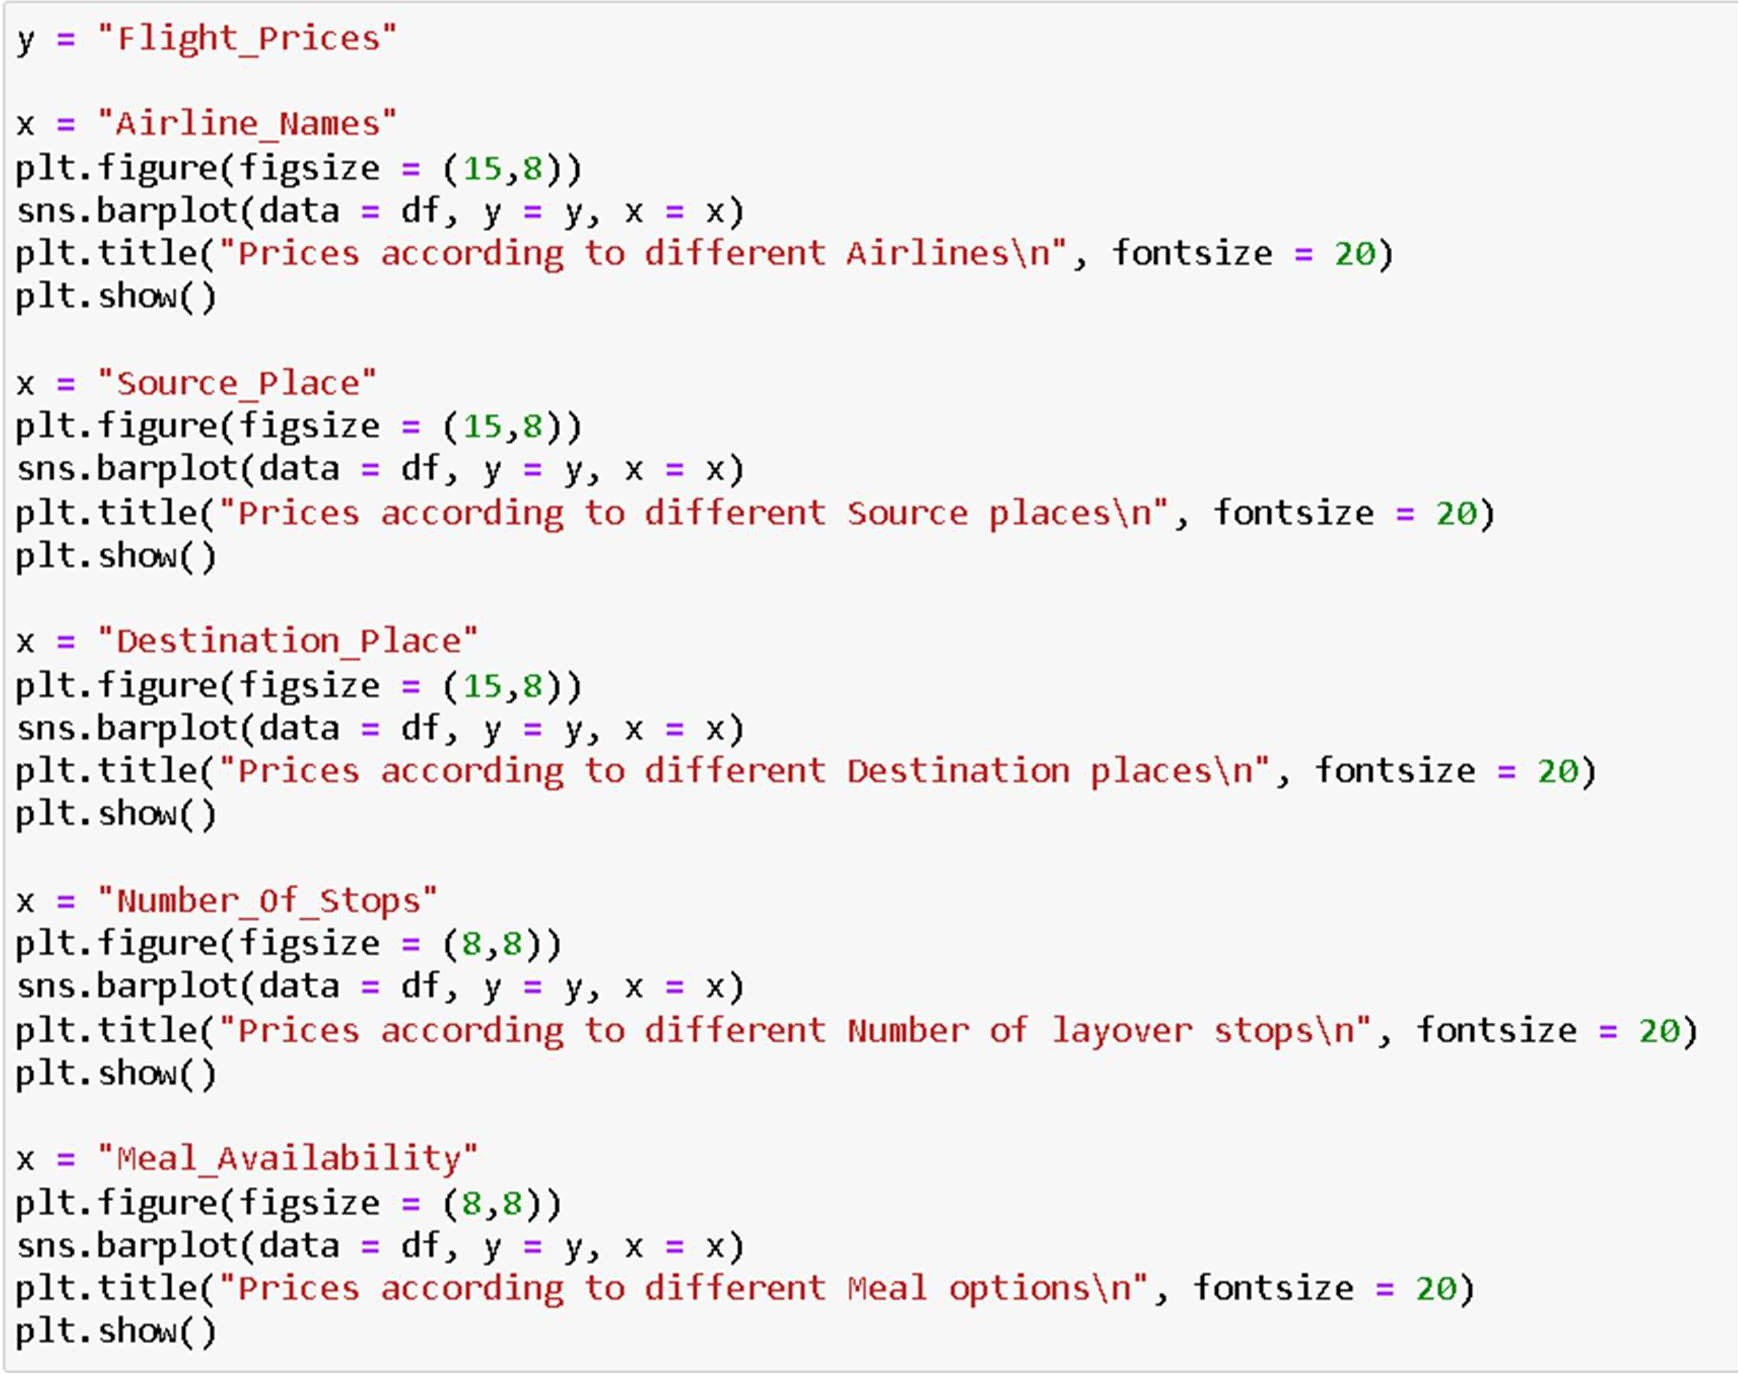 y = "Flight_Prices"
x = "Airline_Names"
plt.figure(figsize = (15,8))
sns.barplot(data = df, y = y, x = x)
plt.title("Prices according to different Airlines\n", fontsize = 20)
plt.show()
x = "Source_Place"
plt.figure(figsize = (15,8))
sns.barplot(data = df, y = y, x = x)
plt.title("Prices according to different Source places\n", fontsize = 20)
plt.show()
x = "Destination_Place"
plt.figure(figsize = (15,8))
sns.barplot(data = df, y = y, x = x)
plt.title("Prices according to different Destination places\n", fontsize = 20)
plt.show()
x = "Number_Of_Stops"
plt.figure(figsize = (8,8))
sns.barplot(data = df, y = y, x = x)
plt.title("Prices according to different Number of layover stops\n", fontsize = 20)
plt.show()
x = "Meal_Availability"
plt.figure(figsize = (8,8))
sns.barplot(data = df, y = y, x = x)
plt.title("Prices according to different Meal options\n", fontsize = 20)
plt.show()